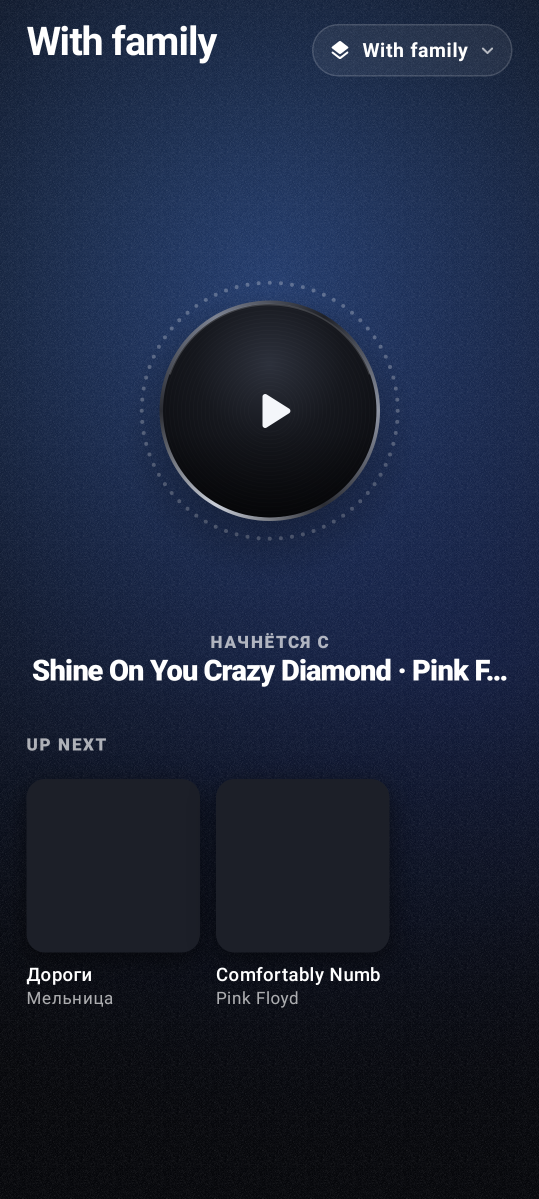 With family
With family
НАЧНЁТСЯ С
Shine On You Crazy Diamond · Pink F...
UP NEXT
Дороги
Мельница
Comfortably Numb
Pink Floyd